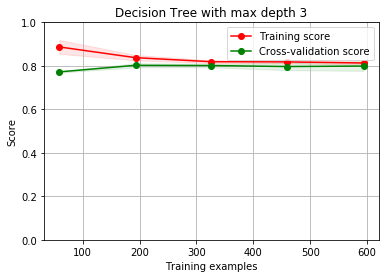 Decision Tree with max depth 3
Training score
Cross-validation score
1.0
0.8
0.6
0.4
0.2
0.0
Score
100
200
300
400
500
600
Training examples